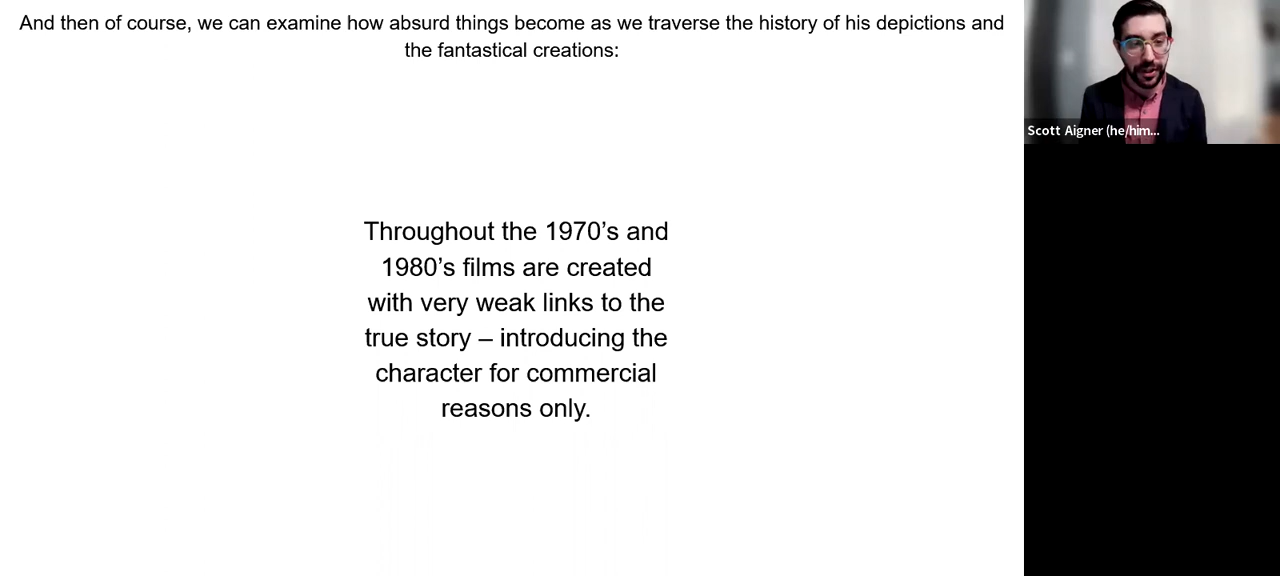 And then of course, we can examine how absurd things become as we traverse the history of his depictions and
the fantastical creations:
Throughout the 1970’s and
1980’s films are created
with very weak links to the
true story – introducing the
character for commercial
reasons only.
Scott Aigner (he/him...